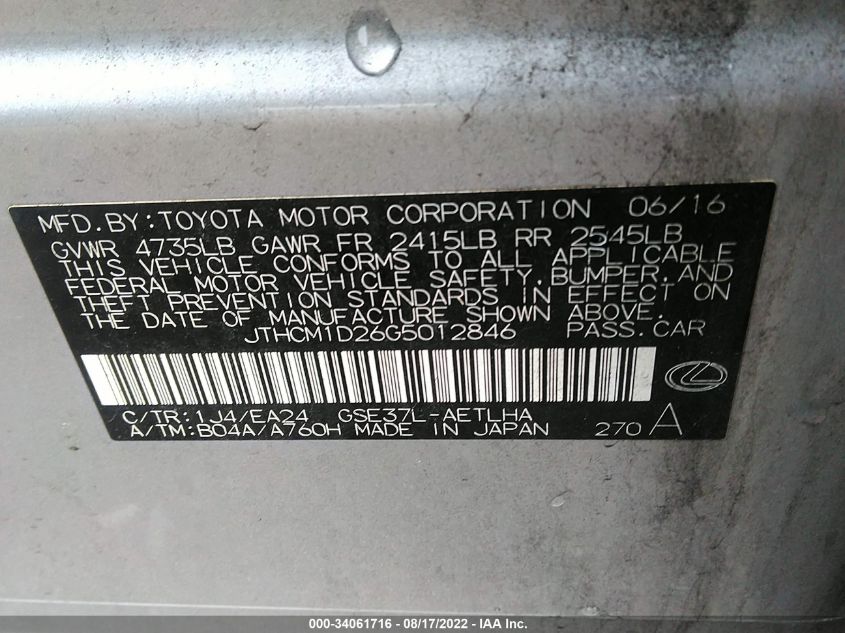 MFD.BY:TOYOTA MOTOR CORPORATION 06/16
GVWR 4735LB GAWR FR 2415LB RR 2545LB
THIS VEHICLE CONFORMS TO ALL APPLICABLE
FEDERAL MOTOR VEHICLE SAFETY,BUMPER,AND
THEFT PREVENTION STANDARDS IN EFFECT ON
THE DATE OF MANUFACTURE SHOWN ABOVE.
JTHCM1D26G5012846 PASS.CAR
C/TR:1J4/EA24 GSE37L-AETLHA
A/TM:B04A/A760H MADE IN JAPAN 270 A
000-34061716 - 08/17/2022 - IAA Inc.